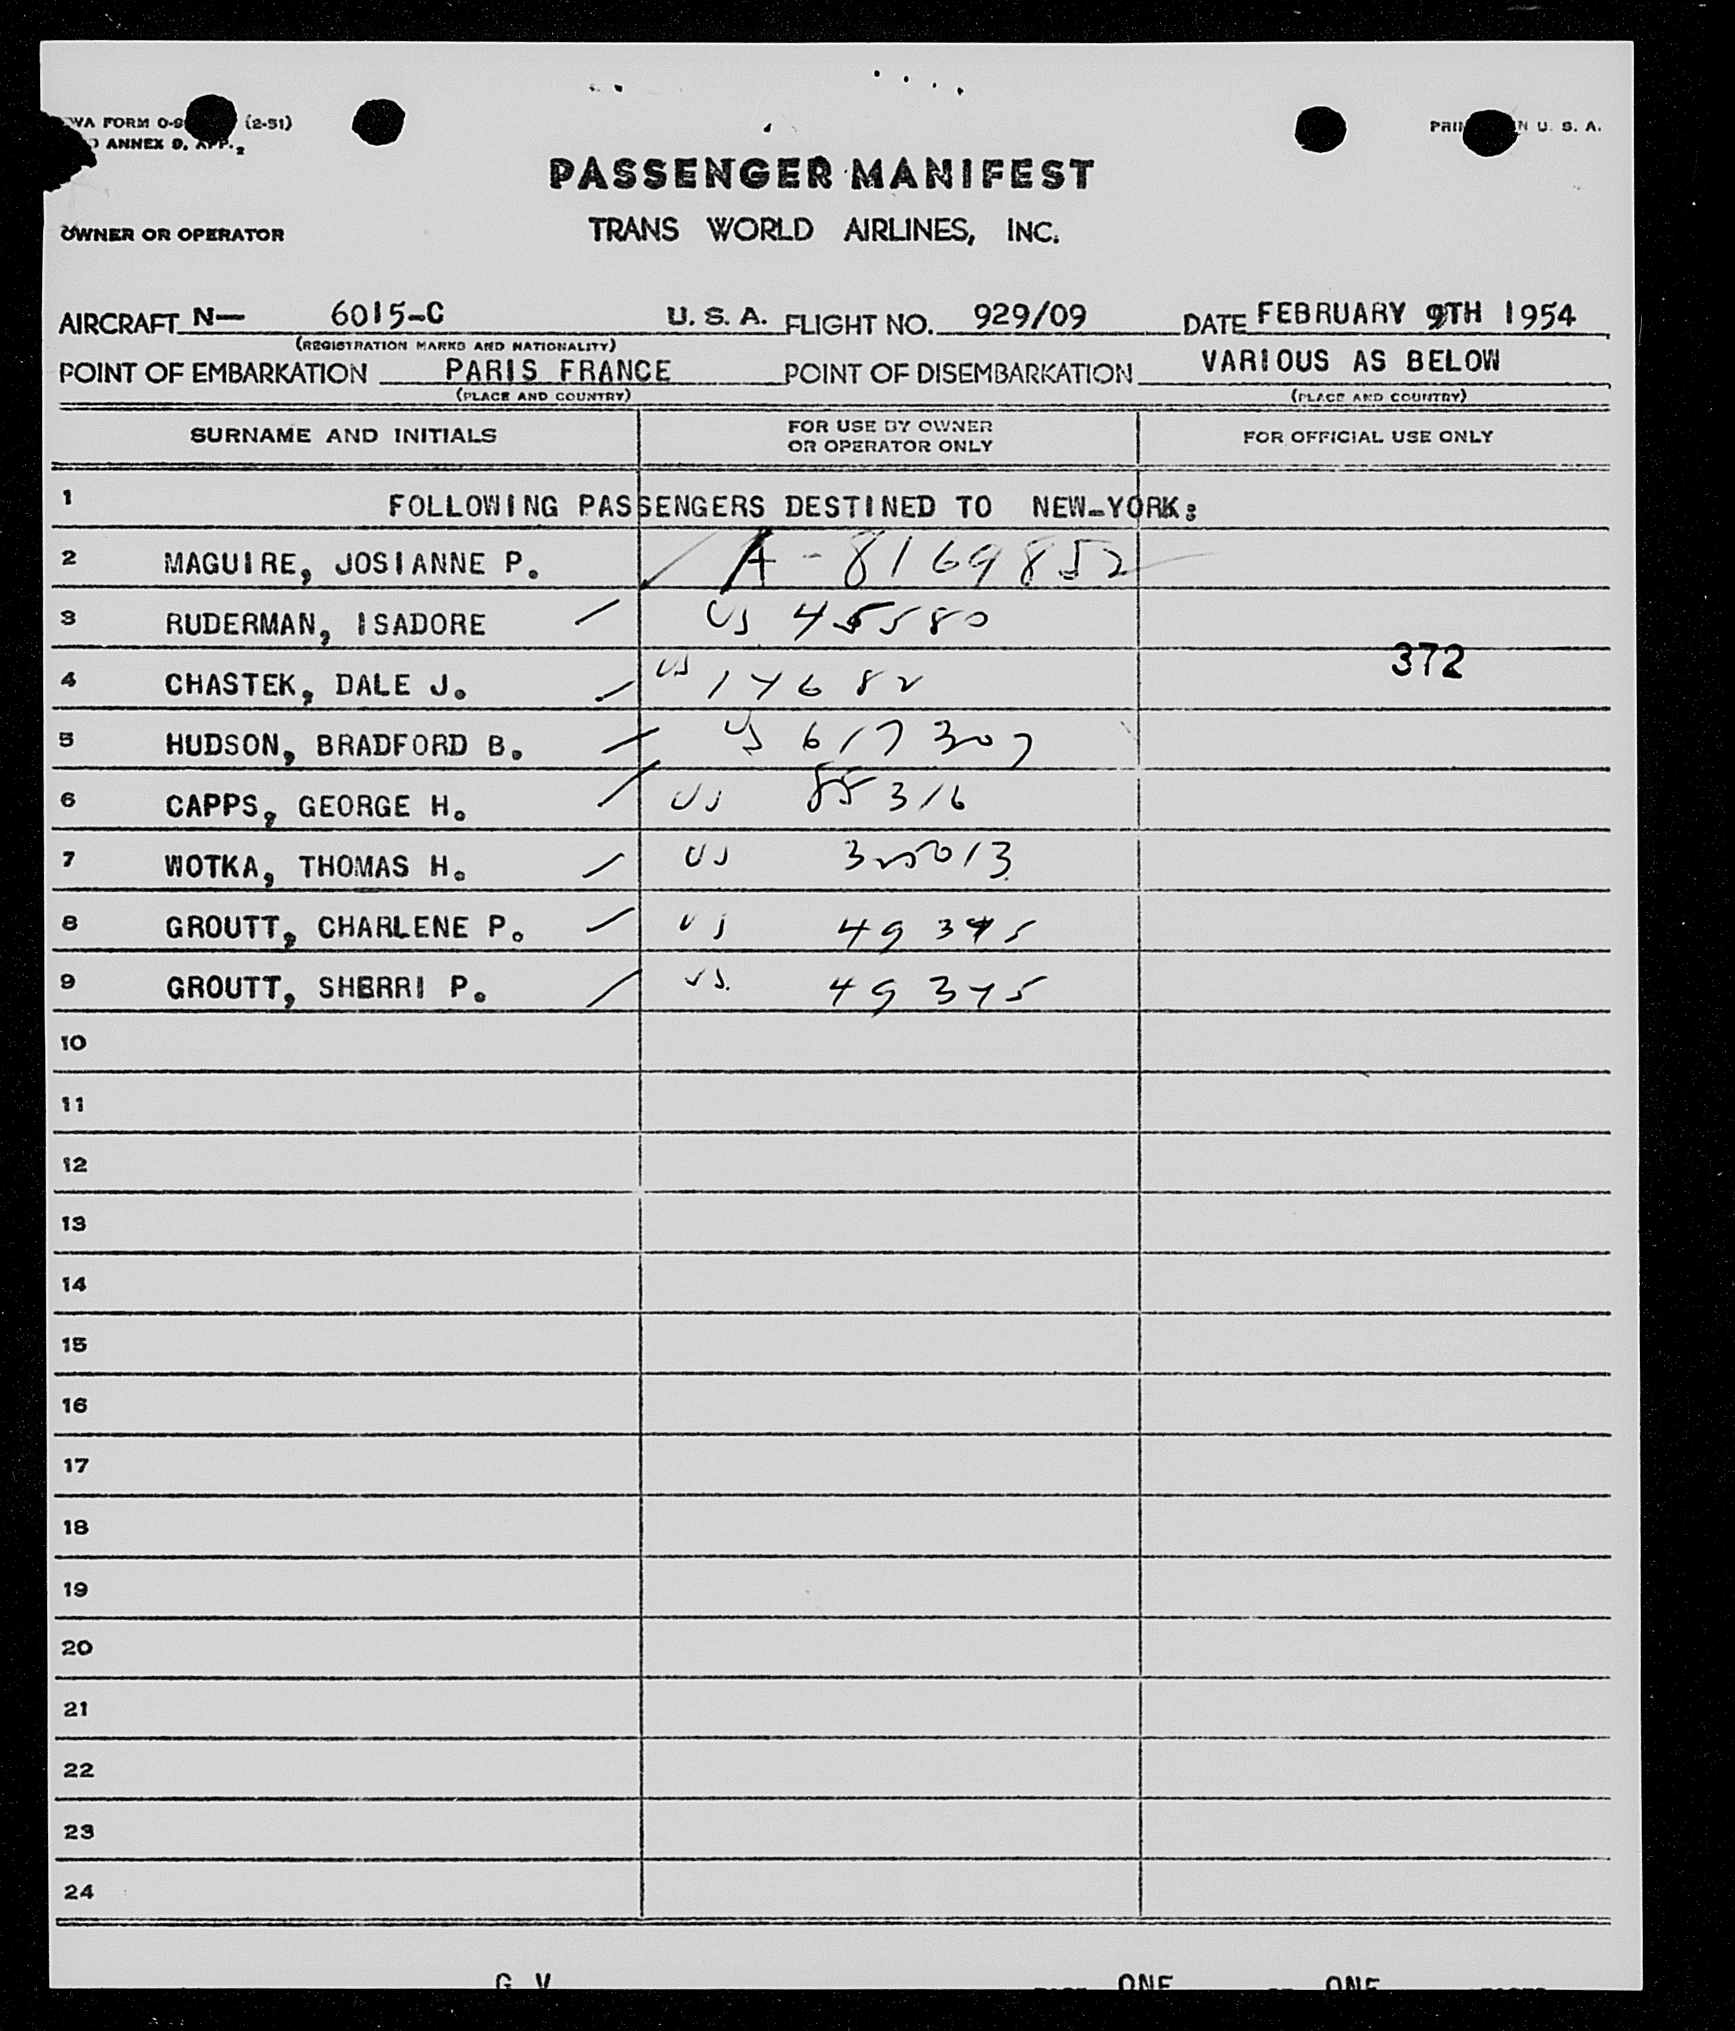 (2-51)
ANNEX 9, APP. 2
PRINTED IN U. S. A.
PASSENGER MANIFEST
OWNER OR OPERATOR TRANS WORLD AIRLINES, INC.
AIRCRAFT N— 6015-C U. S. A. FLIGHT NO. 929/09 DATE FEBRUARY 9TH 1954
(REGISTRATION MARKS AND NATIONALITY)
POINT OF EMBARKATION PARIS FRANCE POINT OF DISEMBARKATION VARIOUS AS BELOW
(PLACE AND COUNTRY) (PLACE AND COUNTRY)
SURNAME AND INITIALS FOR USE BY OWNER OR OPERATOR ONLY FOR OFFICIAL USE ONLY
1 FOLLOWING PASSENGERS DESTINED TO NEW-YORK:
2 MAGUIRE, JOSIANNE P. A-8169852
3 RUDERMAN, ISADORE US 45580
372
4 CHASTEK, DALE J. US
5 HUDSON, BRADFORD B. US 617307
6 CAPPS, GEORGE H. US 85316
7 WOTKA, THOMAS H. US
8 GROUTT, CHARLENE P. US
9 GROUTT, SHERRI P. US.
10
11
12
13
14
15
16
17
18
19
20
21
22
23
24
G V ONE ONE